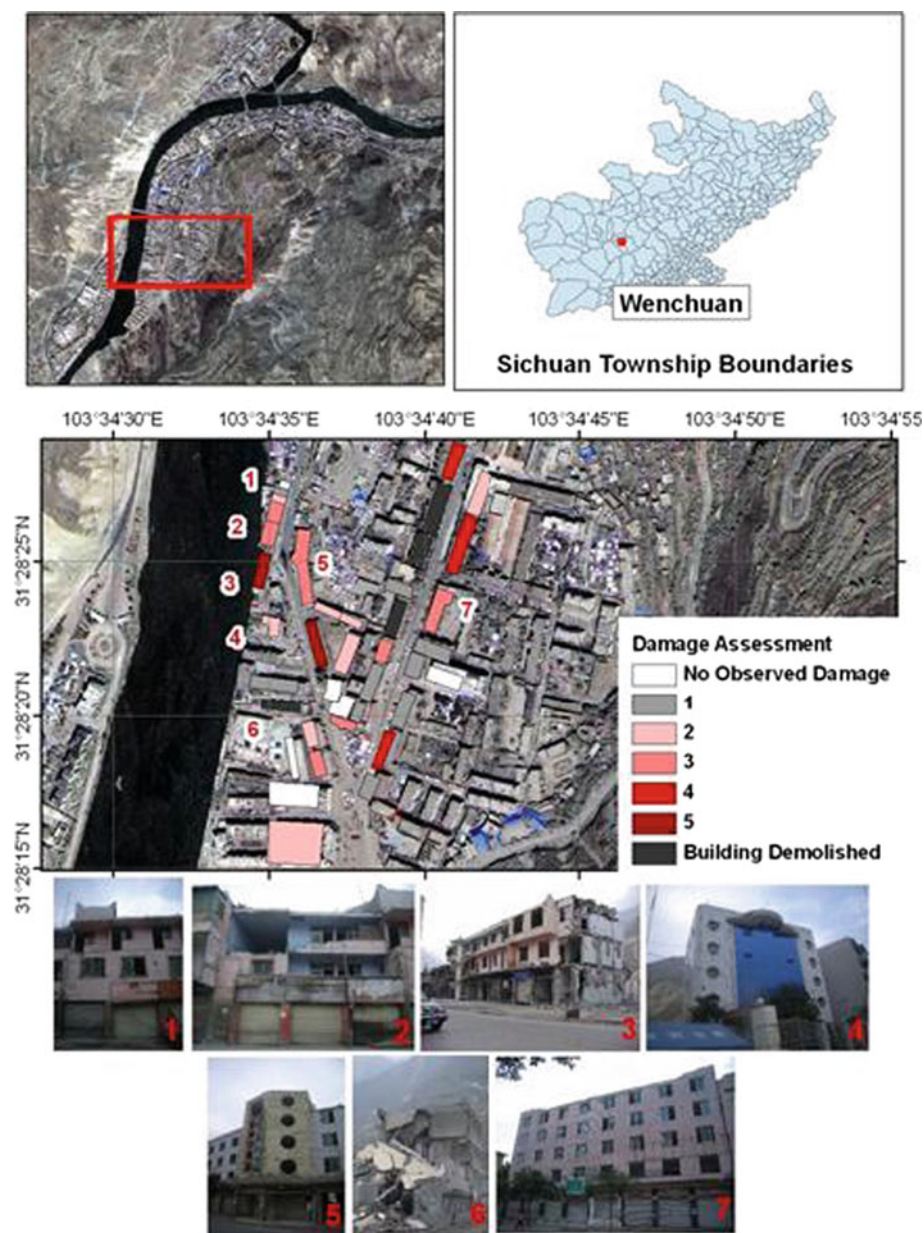 Wenchuan
Sichuan Township Boundaries
103°34'30"E 103°34'35"E 103°34'40"E 103°34'45"E 103°34'50"E 103°34'55"E
31°28'25"N
31°28'20"N
31°28'15"N
1
2
3
4
5
6
7
Damage Assessment
No Observed Damage
1
2
3
4
5
Building Demolished
1
2
3
4
5
6
7